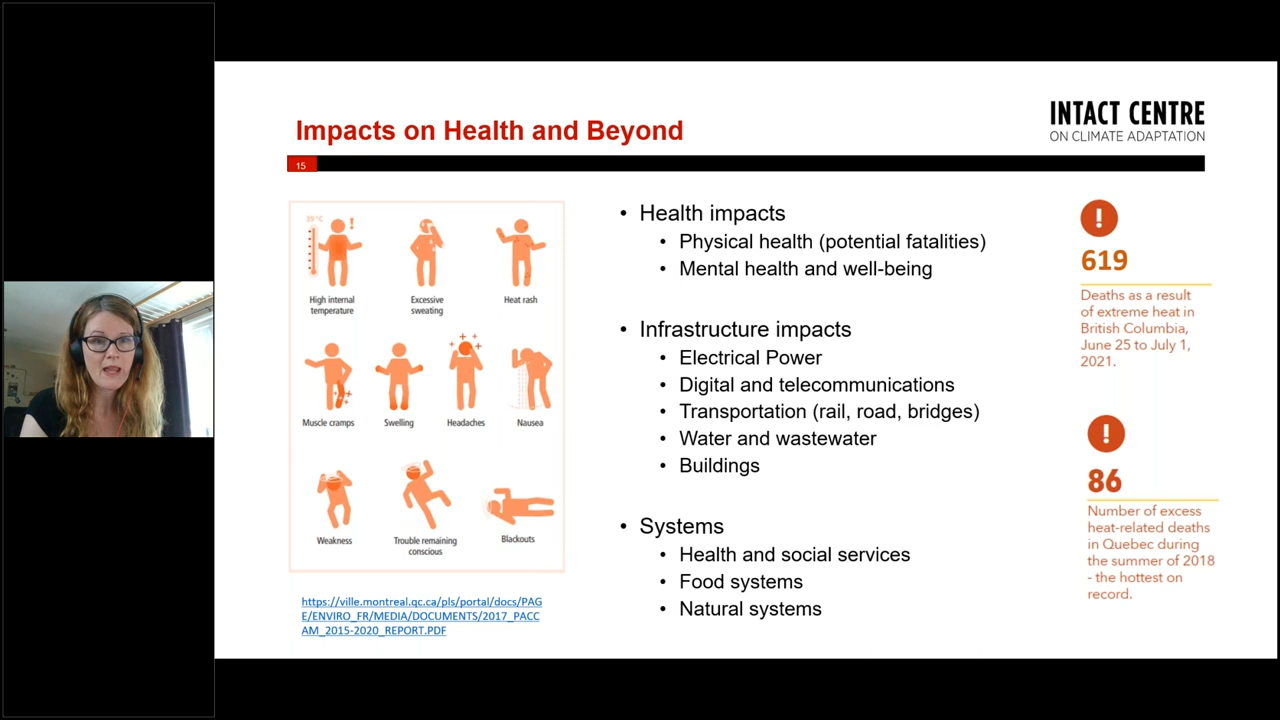 INTACT CENTRE
ON CLIMATE ADAPTATION
Impacts on Health and Beyond
15
39 °C
!
High internal
temperature
Excessive
sweating
Heat rash
Muscle cramps
Swelling
Headaches
Nausea
Weakness
Trouble remaining
conscious
Blackouts
https://ville.montreal.qc.ca/pls/portal/docs/PAG
E/ENVIRO_FR/MEDIA/DOCUMENTS/2017_PACC
AM_2015-2020_REPORT.PDF
• Health impacts
• Physical health (potential fatalities)
• Mental health and well-being
• Infrastructure impacts
• Electrical Power
• Digital and telecommunications
• Transportation (rail, road, bridges)
• Water and wastewater
• Buildings
• Systems
• Health and social services
• Food systems
• Natural systems
!
619
Deaths as a result
of extreme heat in
British Columbia,
June 25 to July 1,
2021.
!
86
Number of excess
heat-related deaths
in Quebec during
the summer of 2018
- the hottest on
record.